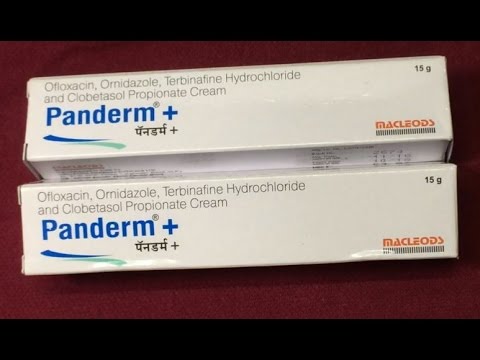 Ofloxacin, Ornidazole, Terbinafine Hydrochloride
and Clobetasol Propionate Cream
15 g
Panderm®+
पॅनडर्म +
MACLEODS
Ofloxacin, Ornidazole, Terbinafine Hydrochloride
and Clobetasol Propionate Cream
15 g
Panderm®+
पॅनडर्म +
MACLEODS